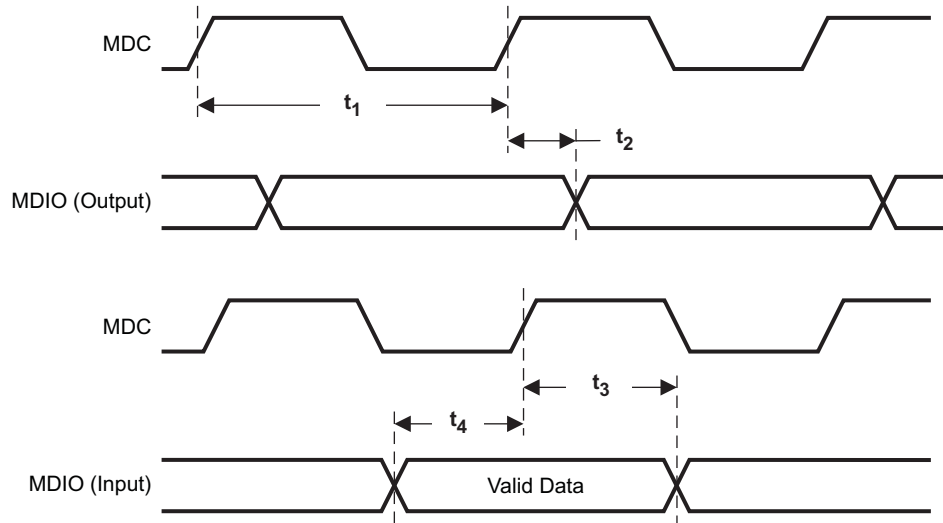 MDC
t1
t2
MDIO (Output)
MDC
t3
t4
MDIO (Input)
Valid Data